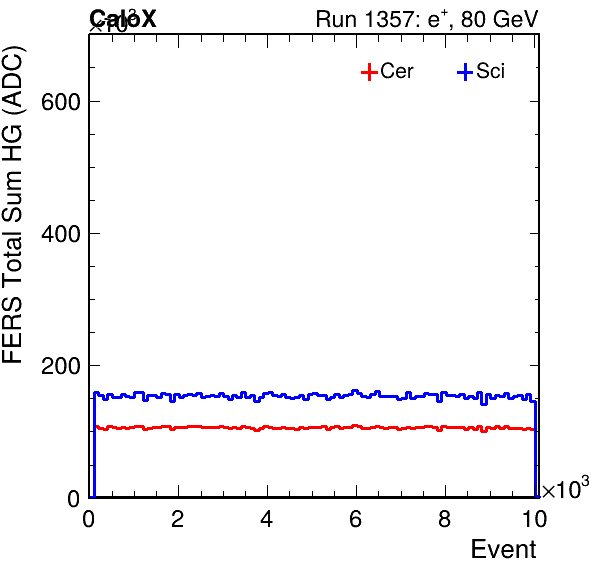 CaloX Run 1357: e⁺, 80 GeV
×10³
Cer Sci
FERS Total Sum HG (ADC)
600
400
200
0
0 2 4 6 8 10 ×10³
Event